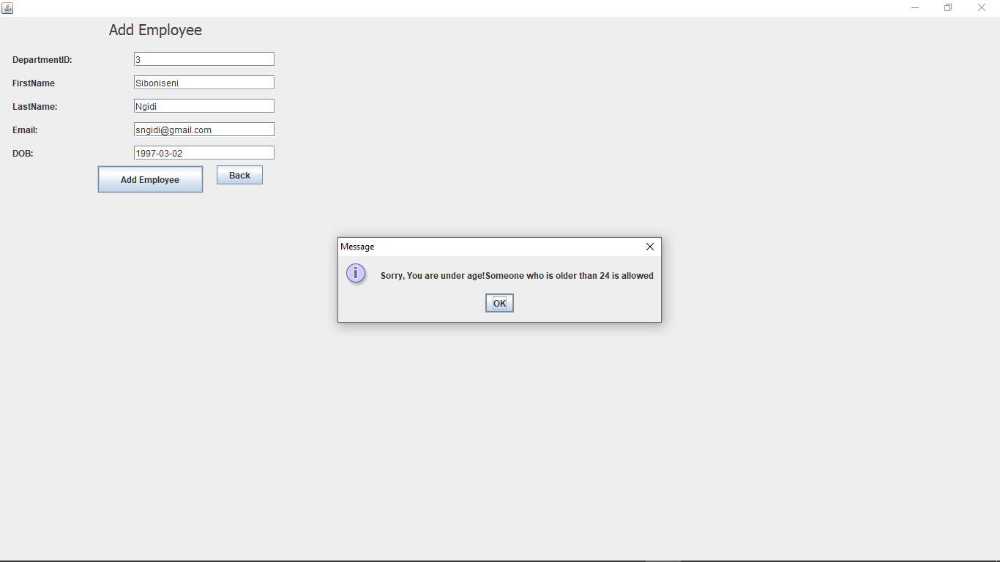 Add Employee
DepartmentID: 3
FirstName Siboniseni
LastName: Ngidi
Email: sngidi@gmail.com
DOB: 1997-03-02
Add Employee Back
Message
Sorry, You are under age!Someone who is older than 24 is allowed
OK